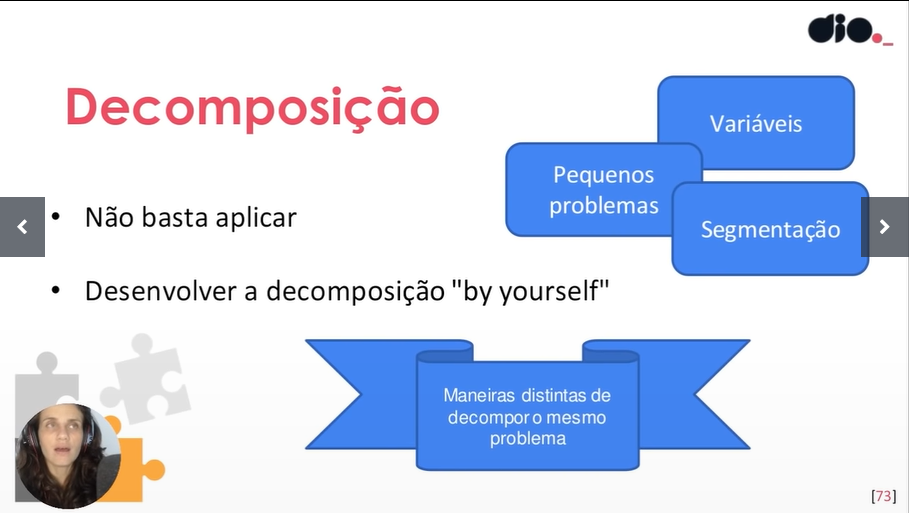 dio._
Decomposição
Variáveis
Pequenos
problemas
Segmentação
• Não basta aplicar
• Desenvolver a decomposição "by yourself"
Maneiras distintas de
decompor o mesmo
problema
[73]